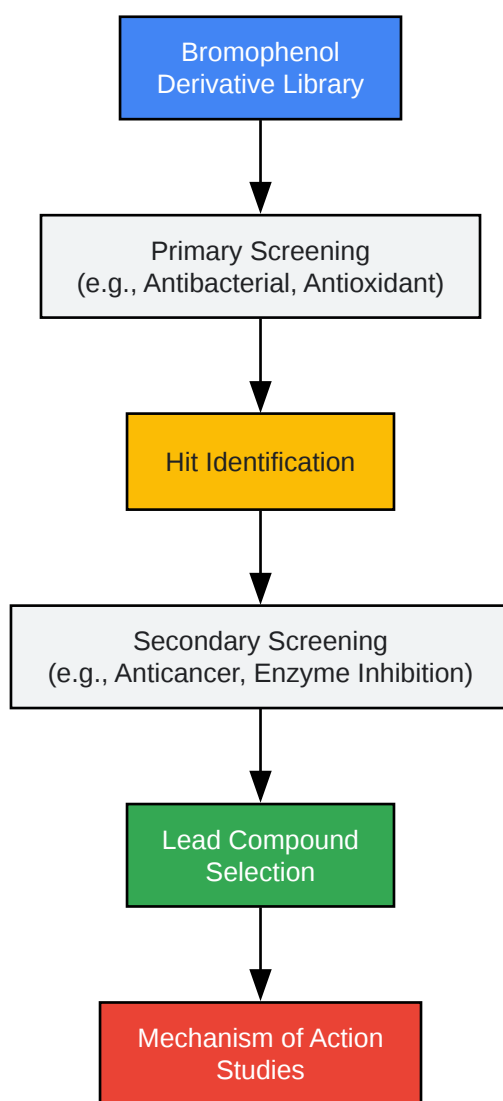 Bromophenol
Derivative Library
Primary Screening
(e.g., Antibacterial, Antioxidant)
Hit Identification
Secondary Screening
(e.g., Anticancer, Enzyme Inhibition)
Lead Compound
Selection
Mechanism of Action
Studies